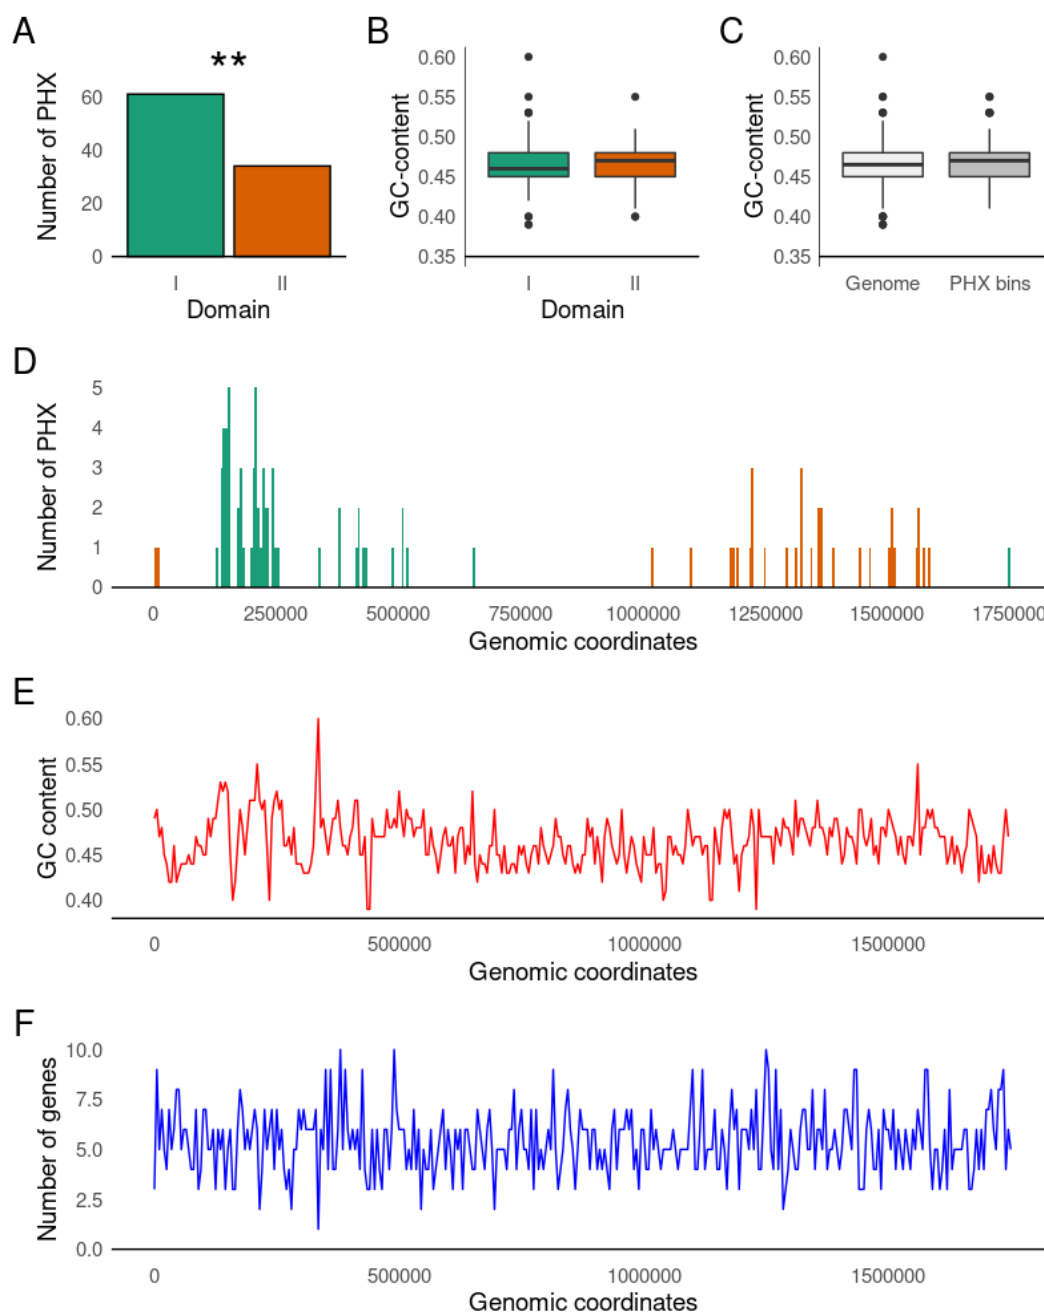 A
B
C
**
Number of PHX
60
40
20
0
I
II
Domain
GC-content
0.60
0.55
0.50
0.45
0.40
0.35
I
II
Domain
GC-content
0.60
0.55
0.50
0.45
0.40
0.35
Genome
PHX bins
D
Number of PHX
5
4
3
2
1
0
0
250000
500000
750000
1000000
1250000
1500000
1750000
Genomic coordinates
E
GC content
0.60
0.55
0.50
0.45
0.40
0
500000
1000000
1500000
Genomic coordinates
F
Number of genes
10.0
7.5
5.0
2.5
0.0
0
500000
1000000
1500000
Genomic coordinates